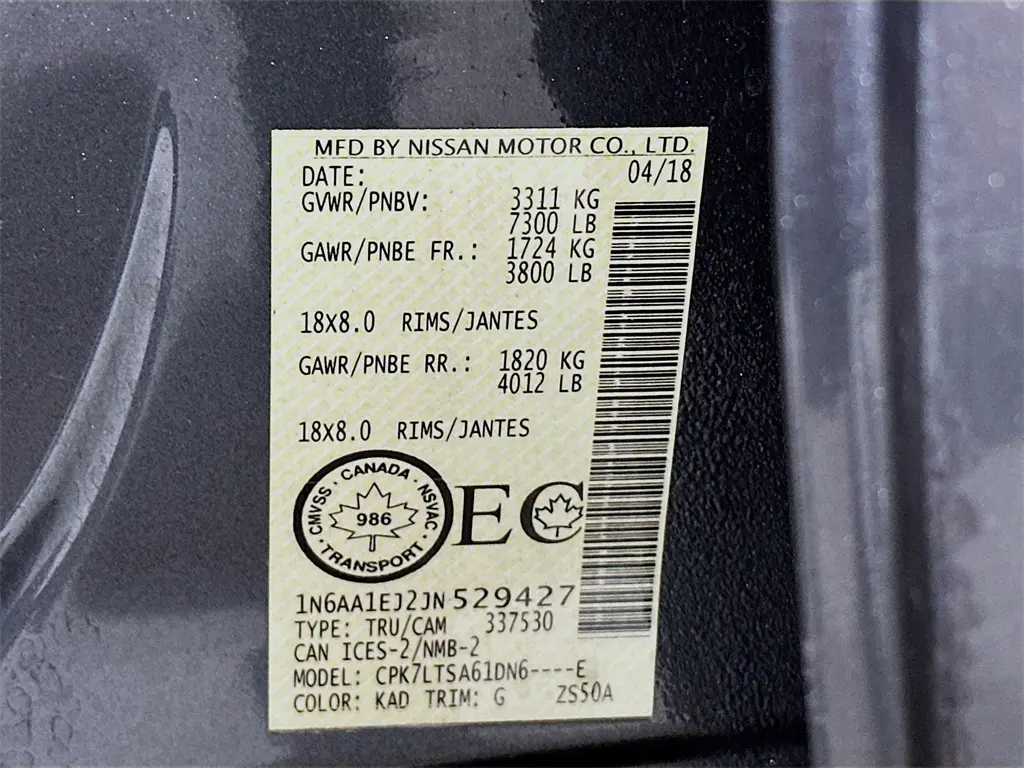 MFD BY NISSAN MOTOR CO., LTD.
DATE: 04/18
GVWR/PNBV: 3311 KG
7300 LB
GAWR/PNBE FR.: 1724 KG
3800 LB
18X8.0 RIMS/JANTES
GAWR/PNBE RR.: 1820 KG
4012 LB
18X8.0 RIMS/JANTES
CMVSS · CANADA · NSVAC · TRANSPORT ·
986
EC
1N6AA1EJ2JN529427
TYPE: TRU/CAM 337530
CAN ICES-2/NMB-2
MODEL: CPK7LTSA61DN6----E
COLOR: KAD TRIM: G ZS50A